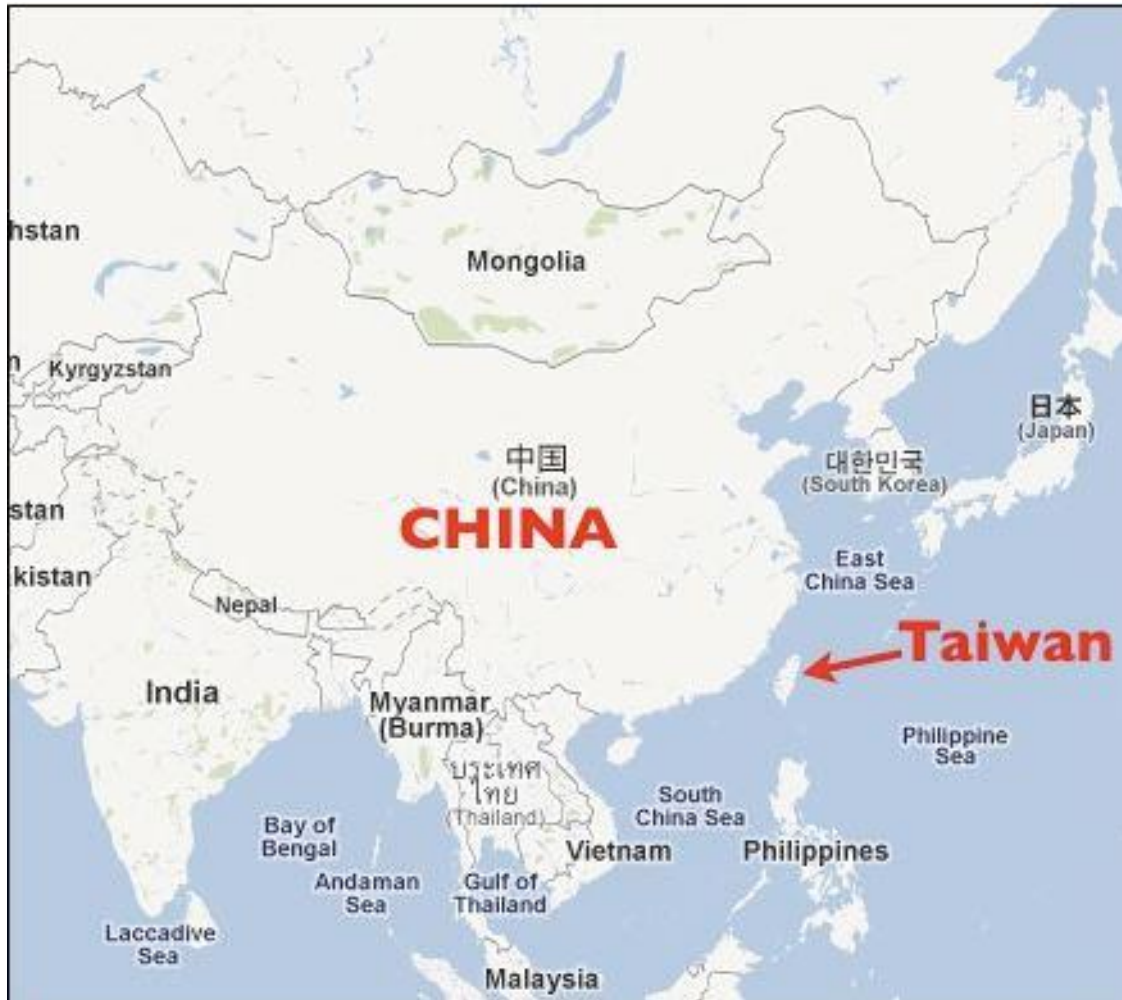 hstan
Mongolia
n
Kyrgyzstan
日本
(Japan)
中国
(China)
대한민국
(South Korea)
CHINA
stan
East
China Sea
kistan
Nepal
Taiwan
India
Myanmar
(Burma)
Philippine
Sea
ประเทศ
ไทย
(Thailand)
South
China Sea
Bay of
Bengal
Vietnam
Philippines
Andaman
Sea
Gulf of
Thailand
Laccadive
Sea
Malaysia